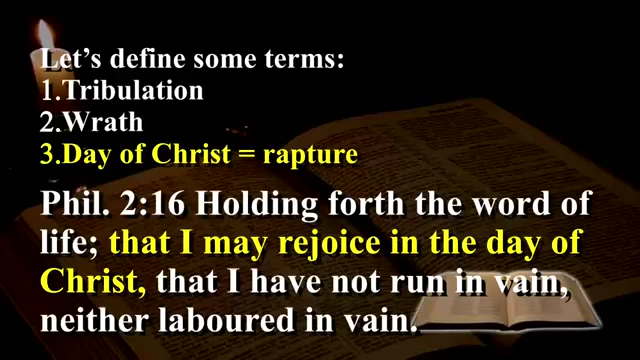 Let's define some terms:
1.Tribulation
2.Wrath
3.Day of Christ = rapture
Phil. 2:16 Holding forth the word of
life; that I may rejoice in the day of
Christ, that I have not run in vain,
neither laboured in vain.